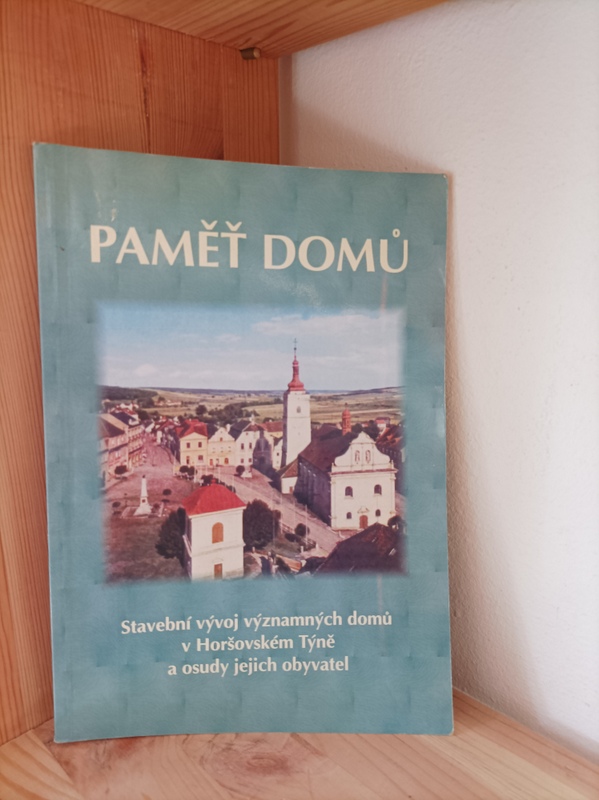 PAMĚŤ DOMŮ
Stavební vývoj významných domů
v Horšovském Týně
a osudy jejich obyvatel